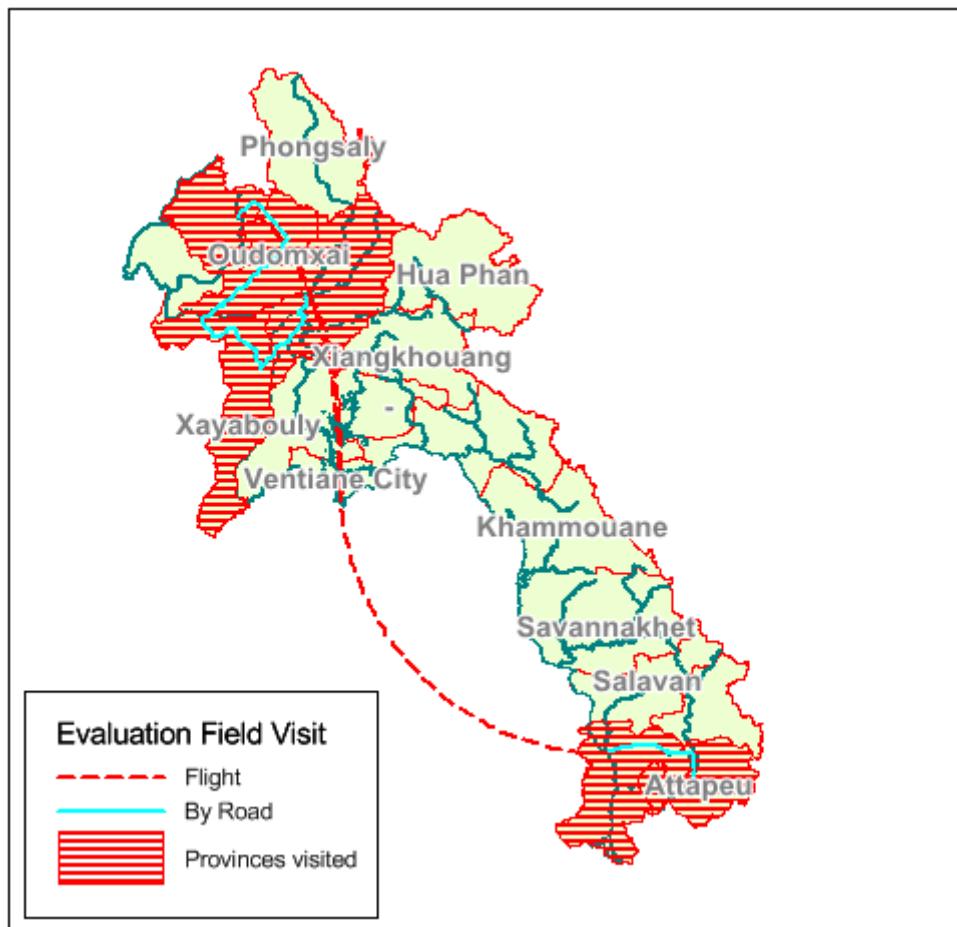 Phongsaly
Oudomxai
Hua Phan
Xiangkhouang
-
Xayabouly
Ventiane City
Khammouane
Savannakhet
Salavan
Attapeu
Evaluation Field Visit
Flight
By Road
Provinces visited